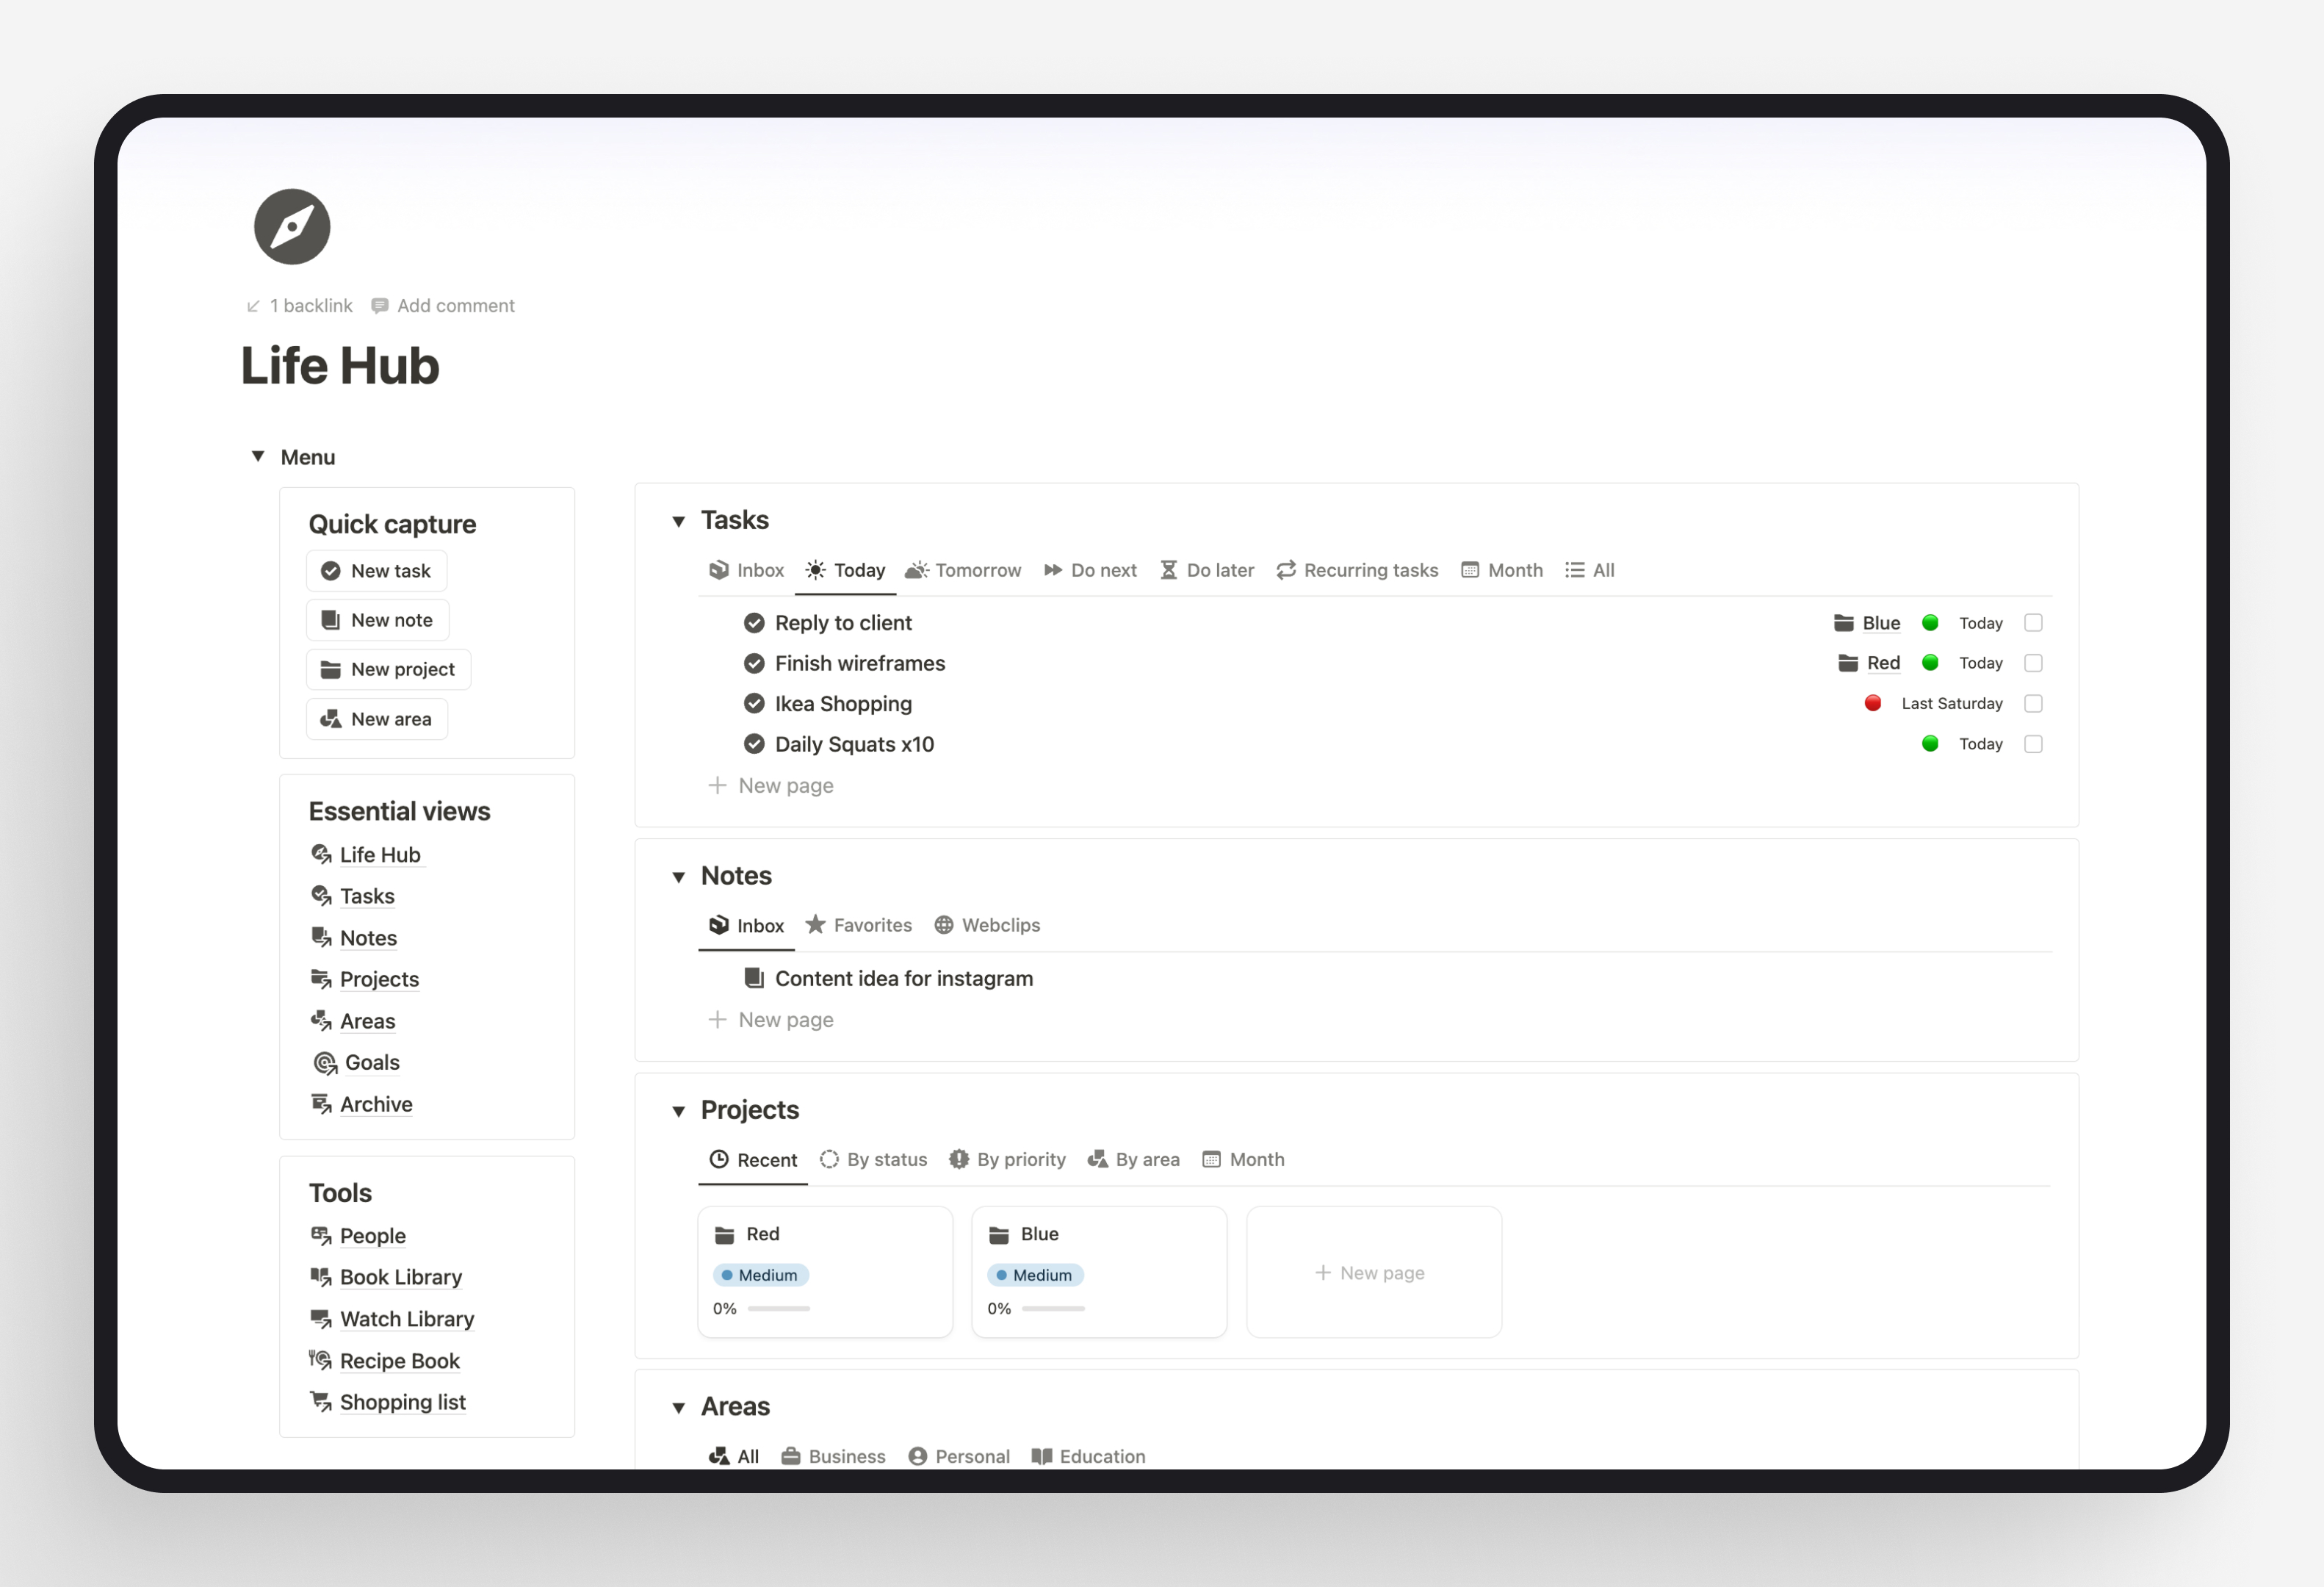 1 backlink Add comment
Life Hub
Menu
Quick capture
New task
New note
New project
New area
Essential views
Life Hub
Tasks
Notes
Projects
Areas
Goals
Archive
Tools
People
Book Library
Watch Library
Recipe Book
Shopping list
Tasks
Inbox Today Tomorrow Do next Do later Recurring tasks Month All
Reply to client Blue Today
Finish wireframes Red Today
Ikea Shopping Last Saturday
Daily Squats x10 Today
New page
Notes
Inbox Favorites Webclips
Content idea for instagram
New page
Projects
Recent By status By priority By area Month
Red
Medium
0%
Blue
Medium
0%
New page
Areas
All Business Personal Education